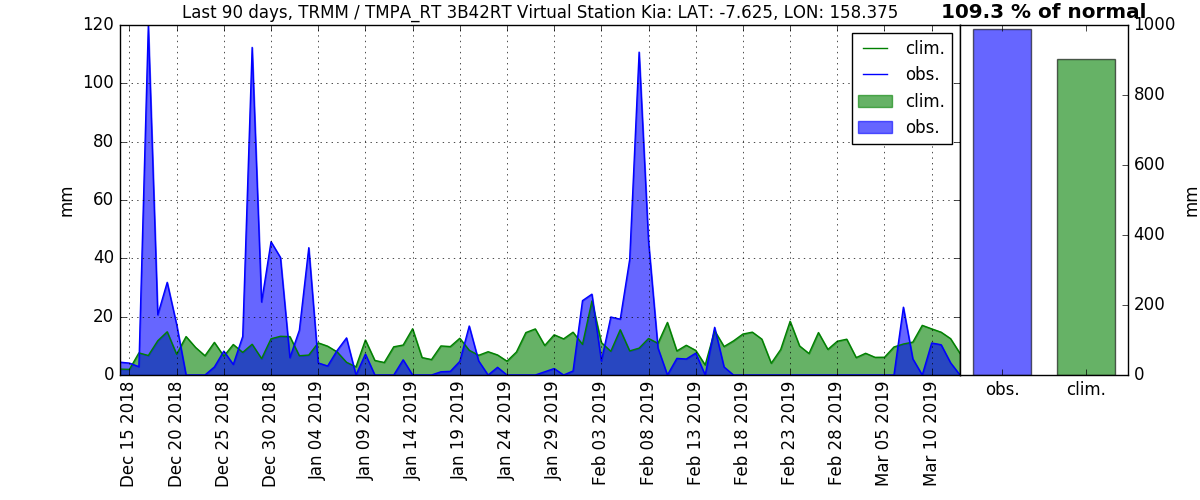 Last 90 days, TRMM / TMPA_RT 3B42RT Virtual Station Kia: LAT: -7.625, LON: 158.375
109.3 % of normal
120
100
80
60
40
20
0
mm
clim.
obs.
clim.
obs.
1000
800
600
400
200
0
mm
obs.
clim.
Dec 15 2018
Dec 20 2018
Dec 25 2018
Dec 30 2018
Jan 04 2019
Jan 09 2019
Jan 14 2019
Jan 19 2019
Jan 24 2019
Jan 29 2019
Feb 03 2019
Feb 08 2019
Feb 13 2019
Feb 18 2019
Feb 23 2019
Feb 28 2019
Mar 05 2019
Mar 10 2019